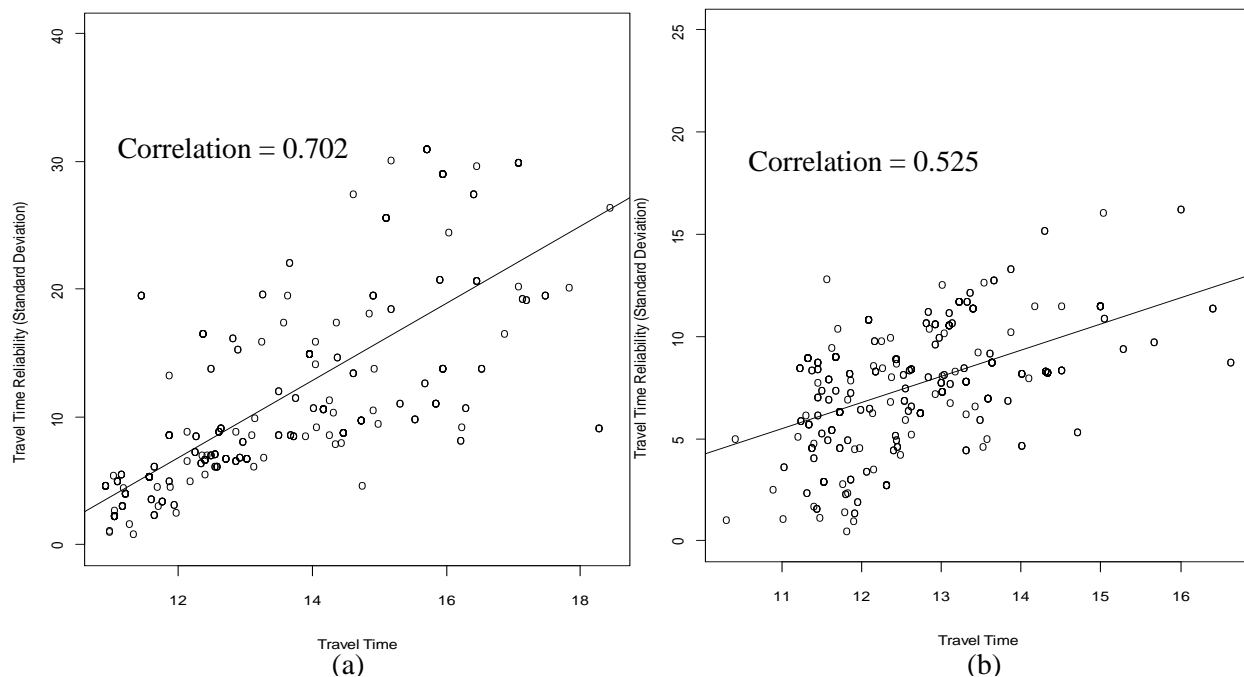 40
30
20
10
0
Travel Time Reliability (Standard Deviation)
Correlation = 0.702
12 14 16 18
Travel Time
(a)
25
20
15
10
5
0
Travel Time Reliability (Standard Deviation)
Correlation = 0.525
11 12 13 14 15 16
Travel Time
(b)